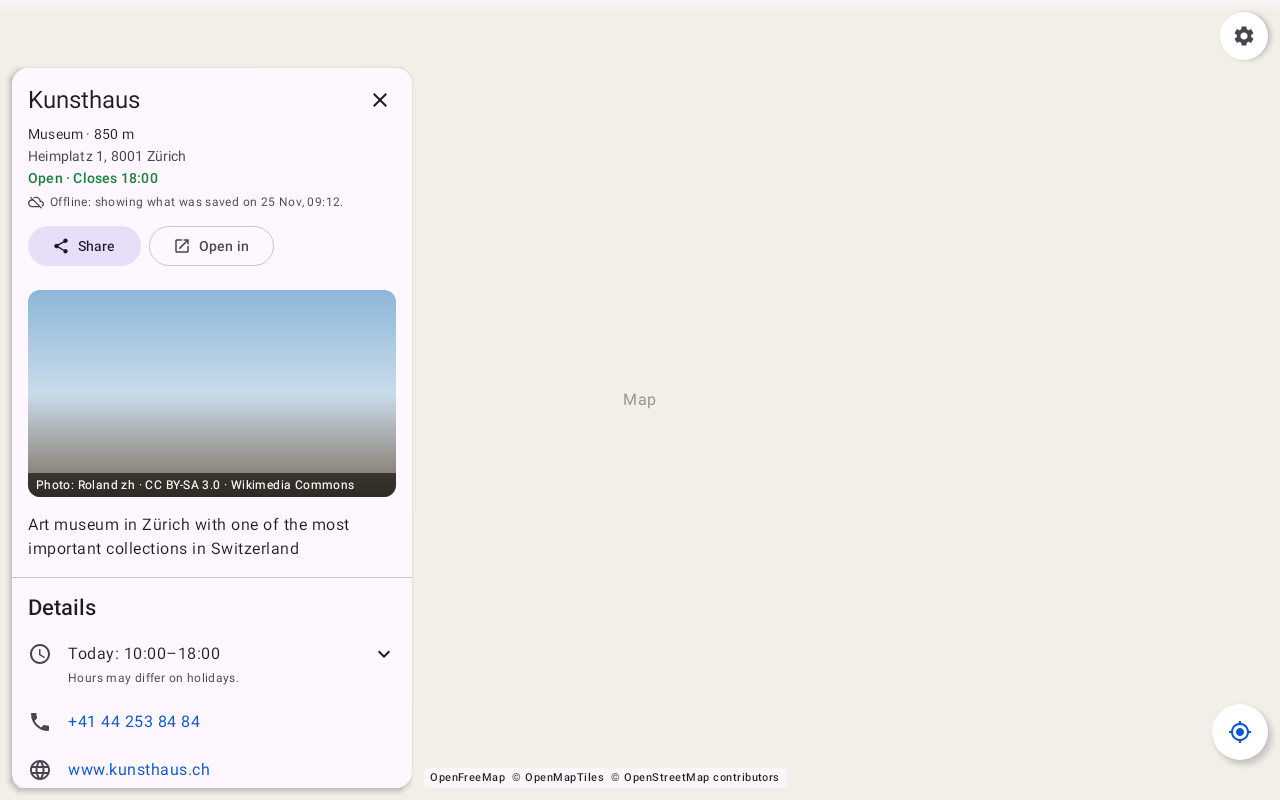 Kunsthaus
Museum · 850 m
Heimplatz 1, 8001 Zürich
Open · Closes 18:00
Offline: showing what was saved on 25 Nov, 09:12.
Share
Open in
Photo: Roland zh · CC BY-SA 3.0 · Wikimedia Commons
Art museum in Zürich with one of the most
important collections in Switzerland
Details
Today: 10:00–18:00
Hours may differ on holidays.
+41 44 253 84 84
www.kunsthaus.ch
Map
OpenFreeMap © OpenMapTiles © OpenStreetMap contributors